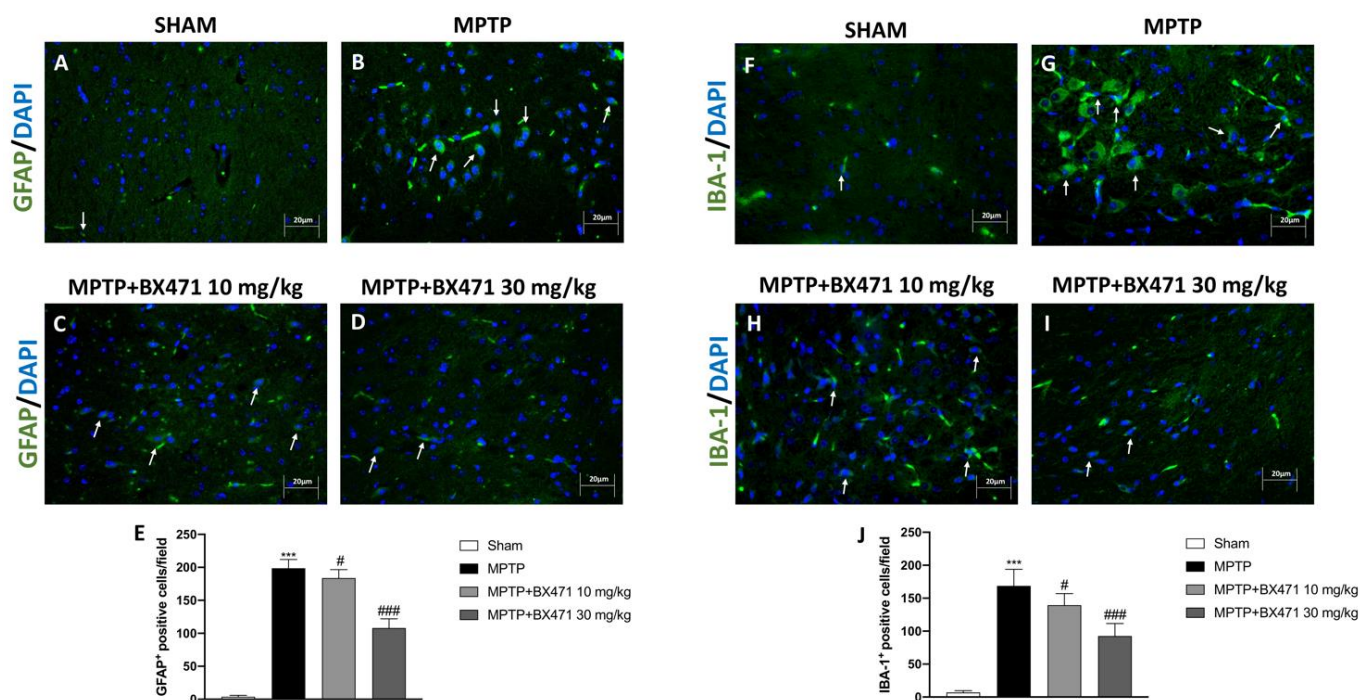 SHAM
MPTP
GFAP/DAPI
A
20µm
B
20µm
MPTP+BX471 10 mg/kg
MPTP+BX471 30 mg/kg
GFAP/DAPI
C
20µm
D
20µm
E
GFAP⁺ positive cells/field
250
200
150
100
50
0
***
#
###
Sham
MPTP
MPTP+BX471 10 mg/kg
MPTP+BX471 30 mg/kg
SHAM
MPTP
IBA-1/DAPI
F
20µm
G
20µm
MPTP+BX471 10 mg/kg
MPTP+BX471 30 mg/kg
IBA-1/DAPI
H
20µm
I
20µm
J
IBA-1⁺ positive cells/field
250
200
150
100
50
0
***
#
###
Sham
MPTP
MPTP+BX471 10 mg/kg
MPTP+BX471 30 mg/kg